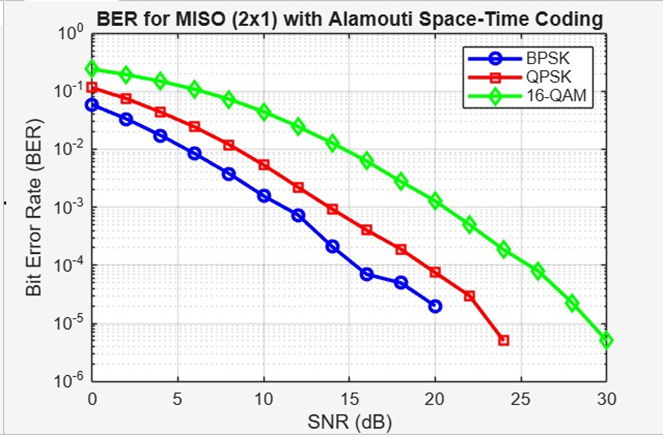 BER for MISO (2x1) with Alamouti Space-Time Coding
BPSK
QPSK
16-QAM
Bit Error Rate (BER)
10^0
10^-1
10^-2
10^-3
10^-4
10^-5
10^-6
0 5 10 15 20 25 30
SNR (dB)